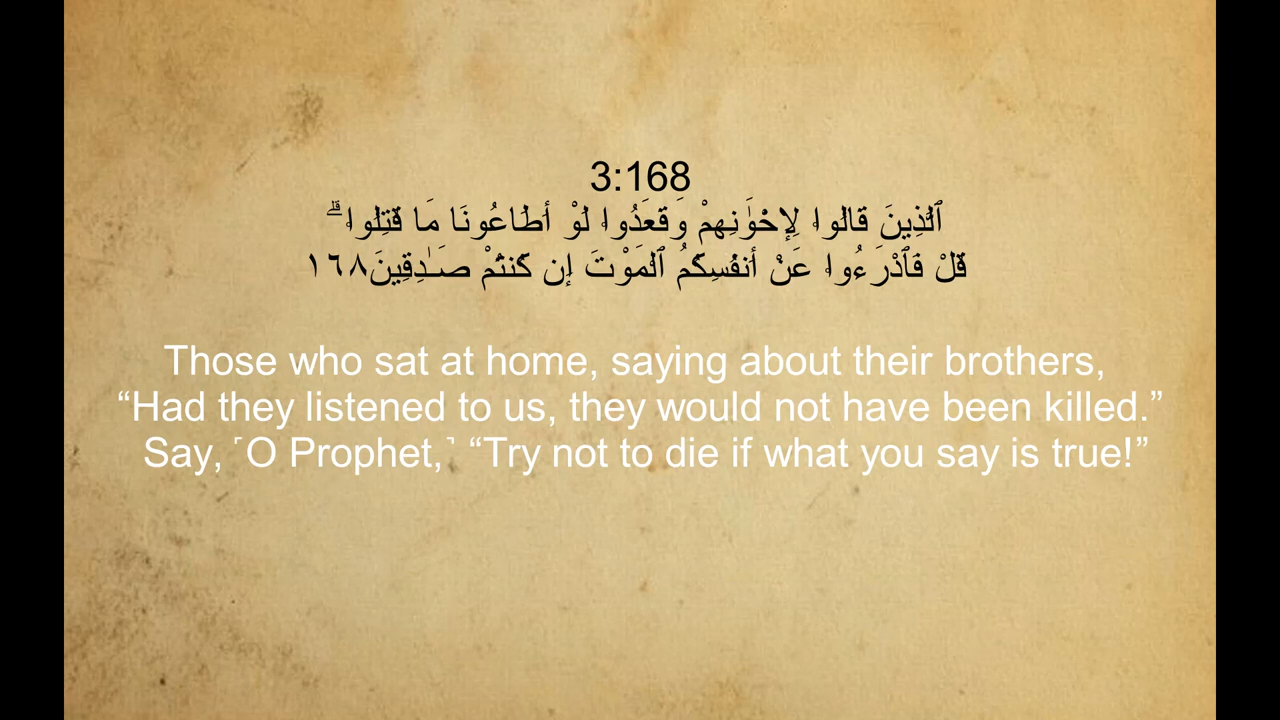 3:168
ٱلَّذِينَ قَالُوا۟ لِإِخْوَٰنِهِمْ وَقَعَدُوا۟ لَوْ أَطَاعُونَا مَا قُتِلُوا۟ ۗ
قُلْ فَٱدْرَءُوا۟ عَنْ أَنفُسِكُمُ ٱلْمَوْتَ إِن كُنتُمْ صَـٰدِقِينَ١٦٨
Those who sat at home, saying about their brothers,
“Had they listened to us, they would not have been killed.”
Say, ˹O Prophet,˺ “Try not to die if what you say is true!”